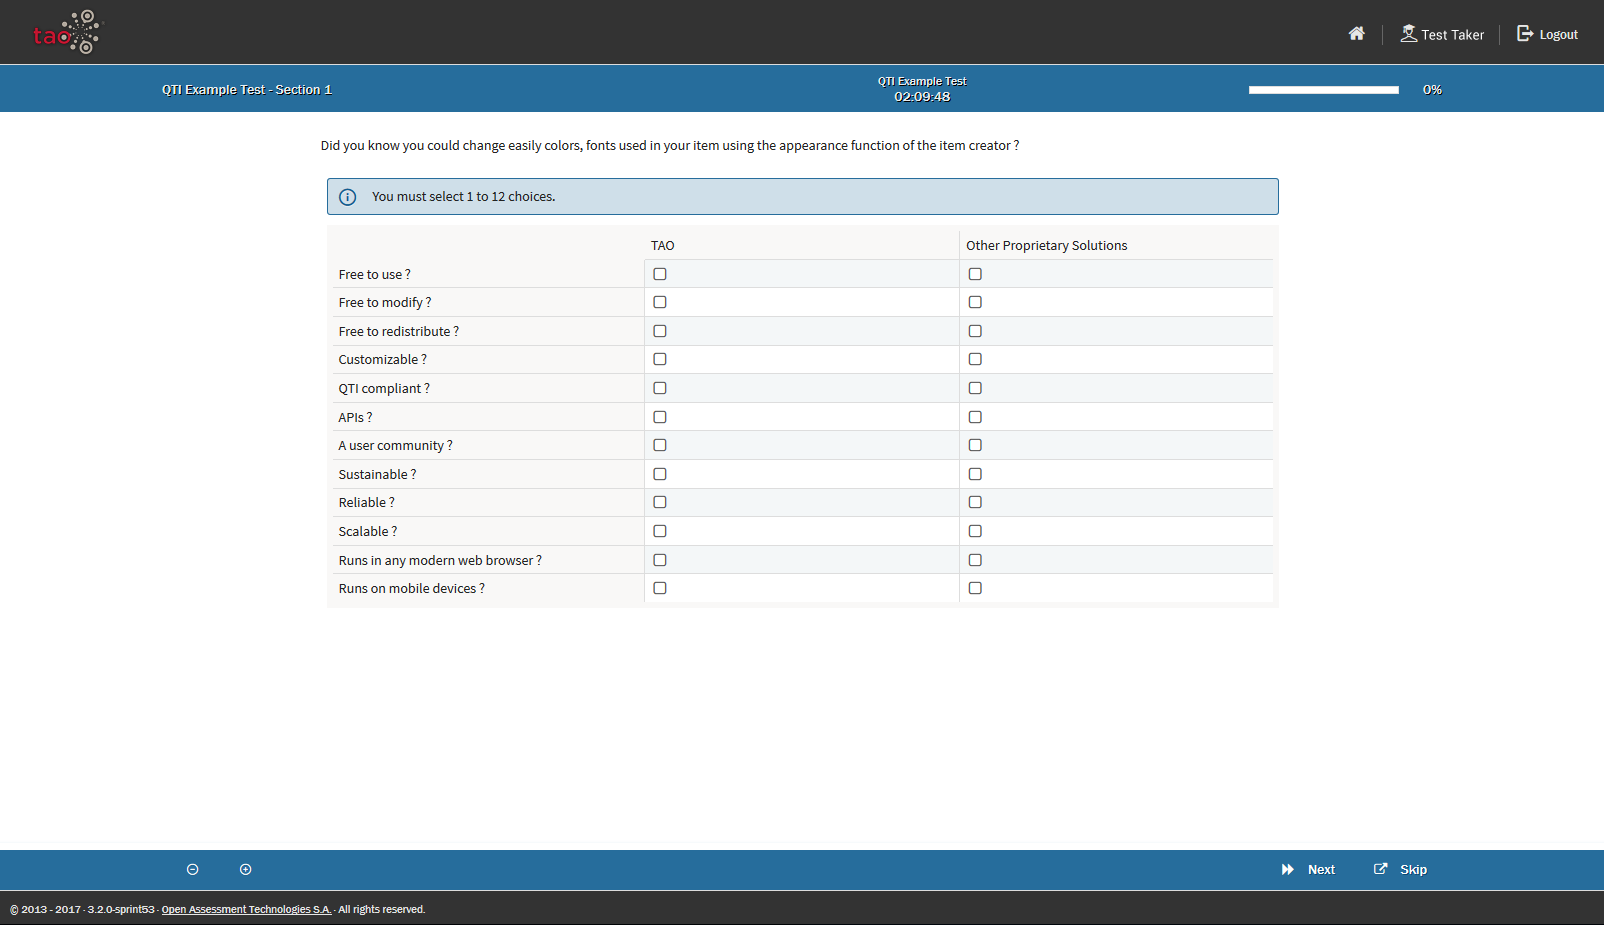 tao
Test Taker
Logout
QTI Example Test - Section 1
QTI Example Test
02:09:48
0%
Did you know you could change easily colors, fonts used in your item using the appearance function of the item creator ?
You must select 1 to 12 choices.
TAO Other Proprietary Solutions
Free to use ?
Free to modify ?
Free to redistribute ?
Customizable ?
QTI compliant ?
APIs ?
A user community ?
Sustainable ?
Reliable ?
Scalable ?
Runs in any modern web browser ?
Runs on mobile devices ?
Next
Skip
© 2013 - 2017 · 3.2.0-sprint53 · Open Assessment Technologies S.A. · All rights reserved.